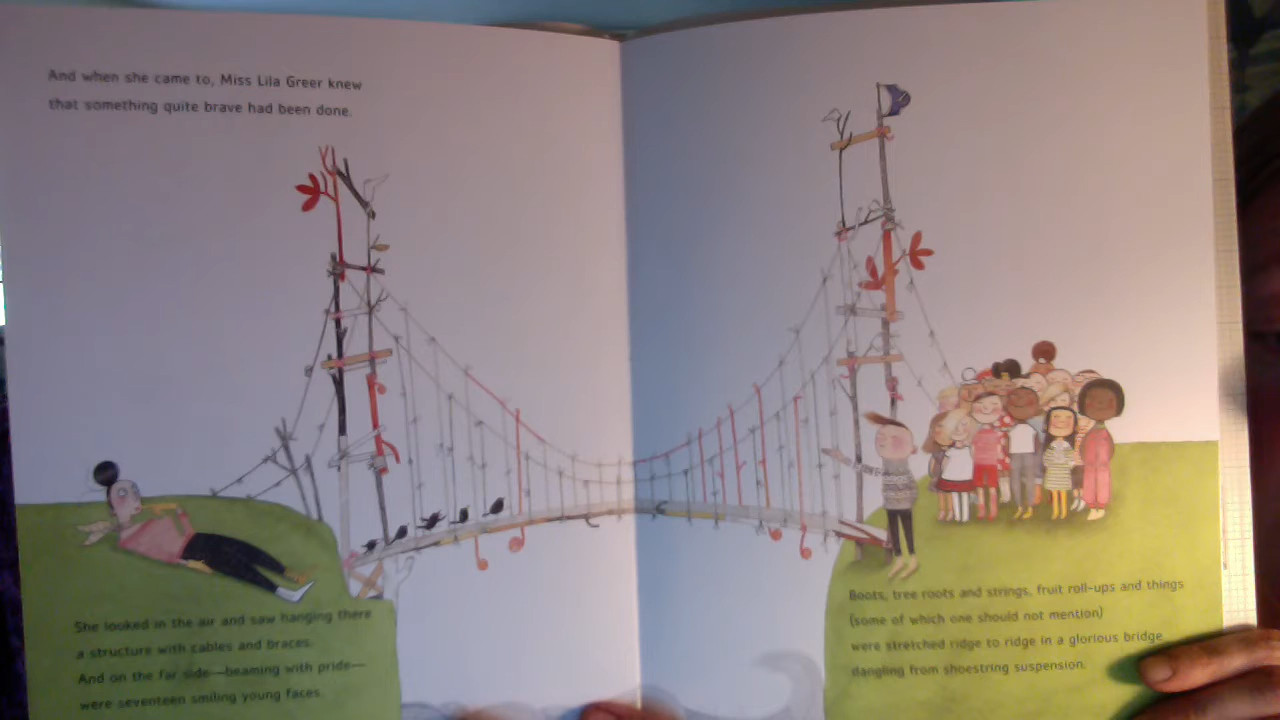 And when she came to, Miss Lila Greer knew
that something quite brave had been done.
She looked in the air and saw hanging there
a structure with cables and braces.
And on the far side—beaming with pride—
were seventeen smiling young faces.
Boots, tree roots and strings, fruit roll-ups and things
(some of which one should not mention)
were stretched ridge to ridge in a glorious bridge
dangling from shoestring suspension.